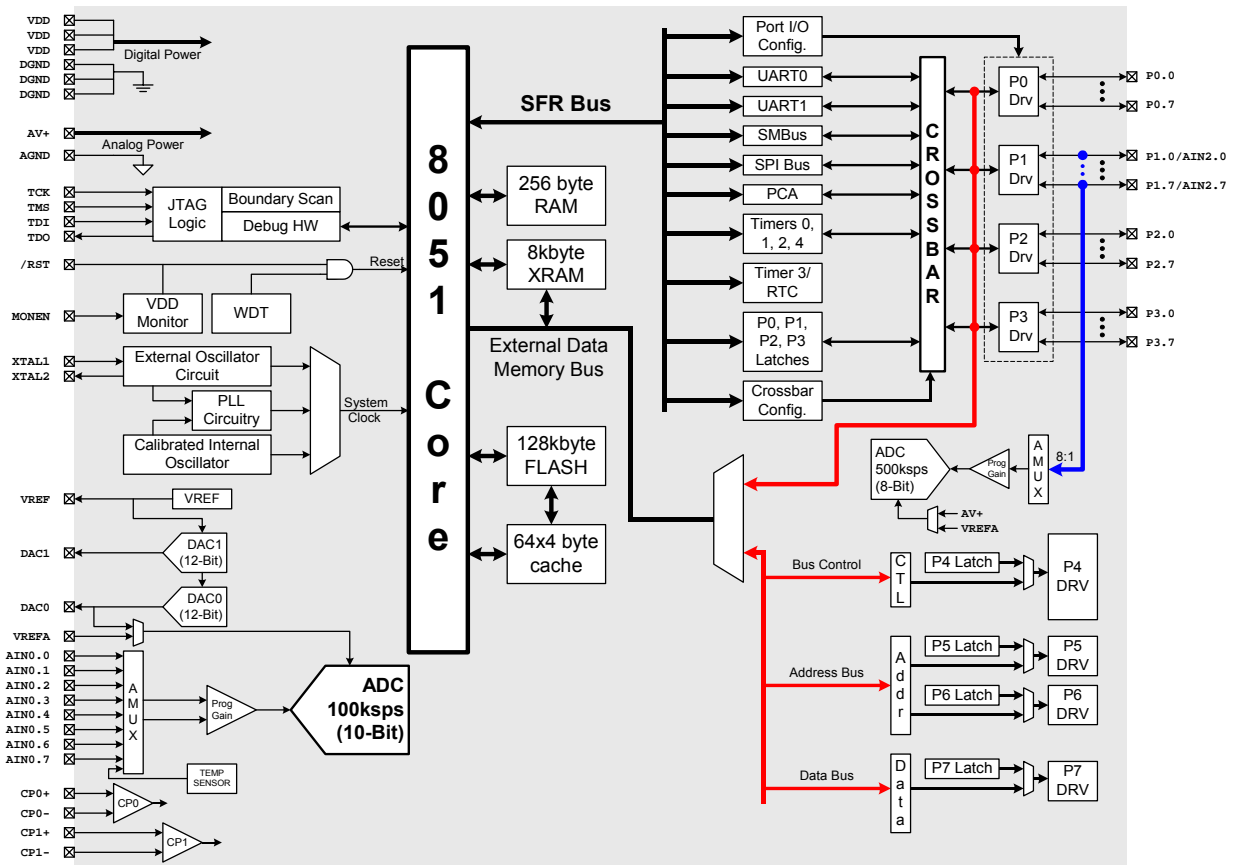 VDD
VDD
VDD
Digital Power
DGND
DGND
DGND
AV+
Analog Power
AGND
TCK
TMS
TDI
TDO
JTAG
Logic
Boundary Scan
Debug HW
/RST
Reset
MONEN
VDD
Monitor
WDT
XTAL1
XTAL2
External Oscillator
Circuit
PLL
Circuitry
Calibrated Internal
Oscillator
System
Clock
VREF
VREF
DAC1
DAC1
(12-Bit)
DAC0
DAC0
(12-Bit)
VREFA
AIN0.0
AIN0.1
AIN0.2
AIN0.3
AIN0.4
AIN0.5
AIN0.6
AIN0.7
A
M
U
X
Prog
Gain
ADC
100ksps
(10-Bit)
TEMP
SENSOR
CP0+
CP0-
CP0
CP1+
CP1-
CP1
8
0
5
1
C
o
r
e
SFR Bus
256 byte
RAM
8kbyte
XRAM
External Data
Memory Bus
128kbyte
FLASH
64x4 byte
cache
Port I/O
Config.
UART0
UART1
SMBus
SPI Bus
PCA
Timers 0,
1, 2, 4
Timer 3/
RTC
P0, P1,
P2, P3
Latches
Crossbar
Config.
C
R
O
S
S
B
A
R
P0
Drv
P1
Drv
P2
Drv
P3
Drv
P0.0
P0.7
P1.0/AIN2.0
P1.7/AIN2.7
P2.0
P2.7
P3.0
P3.7
ADC
500ksps
(8-Bit)
Prog
Gain
A
M
U
X
8:1
AV+
VREFA
Bus Control
C
T
L
P4 Latch
P4
DRV
Address Bus
A
d
d
r
P5 Latch
P5
DRV
P6 Latch
P6
DRV
Data Bus
D
a
t
a
P7 Latch
P7
DRV